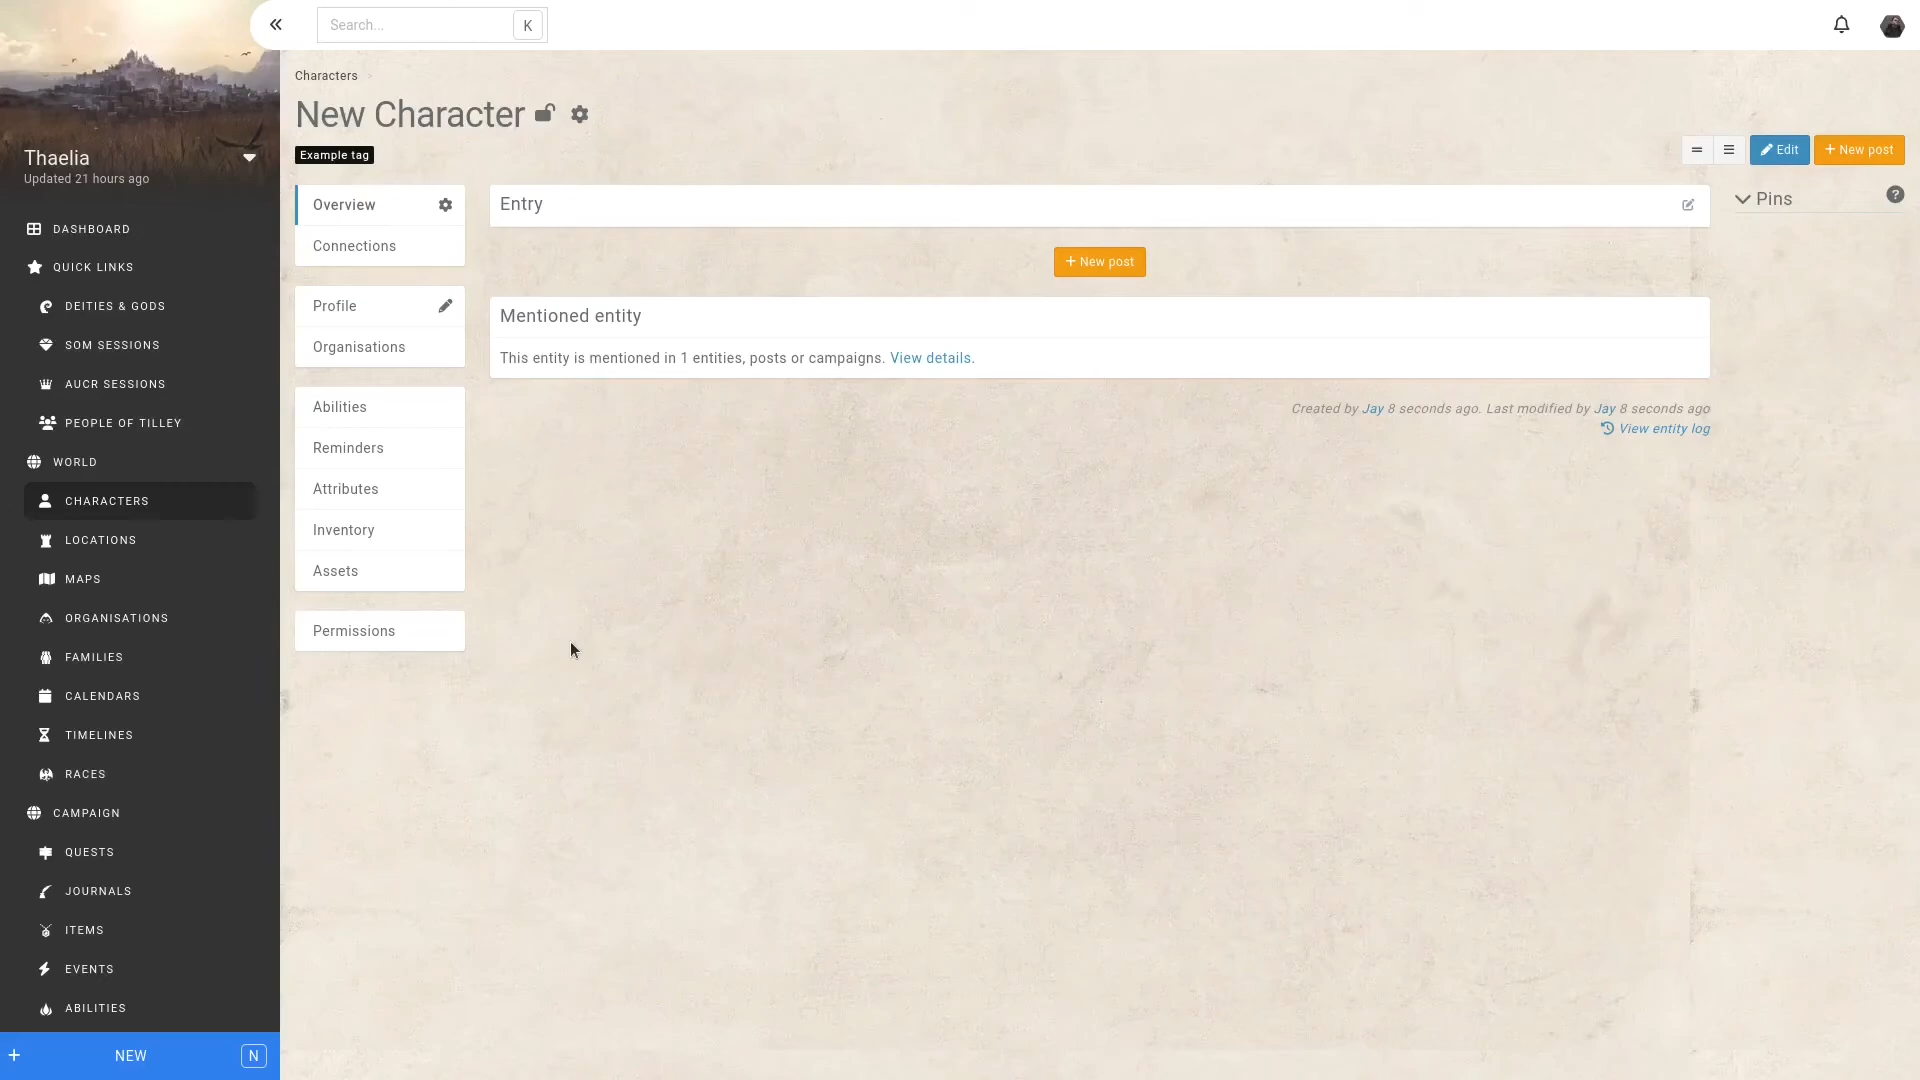 Search...
K
Characters
New Character
Example tag
Edit
New post
Thaelia
Updated 21 hours ago
DASHBOARD
QUICK LINKS
DEITIES & GODS
SOM SESSIONS
AUCR SESSIONS
PEOPLE OF TILLEY
WORLD
CHARACTERS
LOCATIONS
MAPS
ORGANISATIONS
FAMILIES
CALENDARS
TIMELINES
RACES
CAMPAIGN
QUESTS
JOURNALS
ITEMS
EVENTS
ABILITIES
NEW
N
Overview
Connections
Profile
Organisations
Abilities
Reminders
Attributes
Inventory
Assets
Permissions
Entry
New post
Mentioned entity
This entity is mentioned in 1 entities, posts or campaigns. View details.
Created by Jay 8 seconds ago. Last modified by Jay 8 seconds ago
View entity log
Pins
?